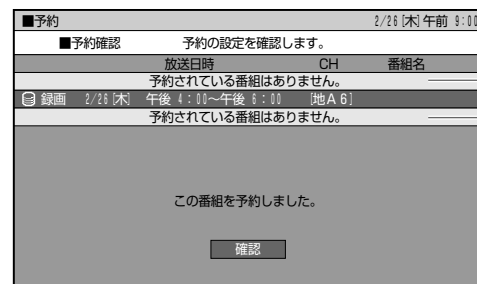 ■予約 2/26[木]午前 9:00
■予約確認 予約の設定を確認します。
放送日時 CH 番組名
予約されている番組はありません。
録画 2/26[木] 午後 4:00～午後 6:00 [地A 6]
予約されている番組はありません。
この番組を予約しました。
確認